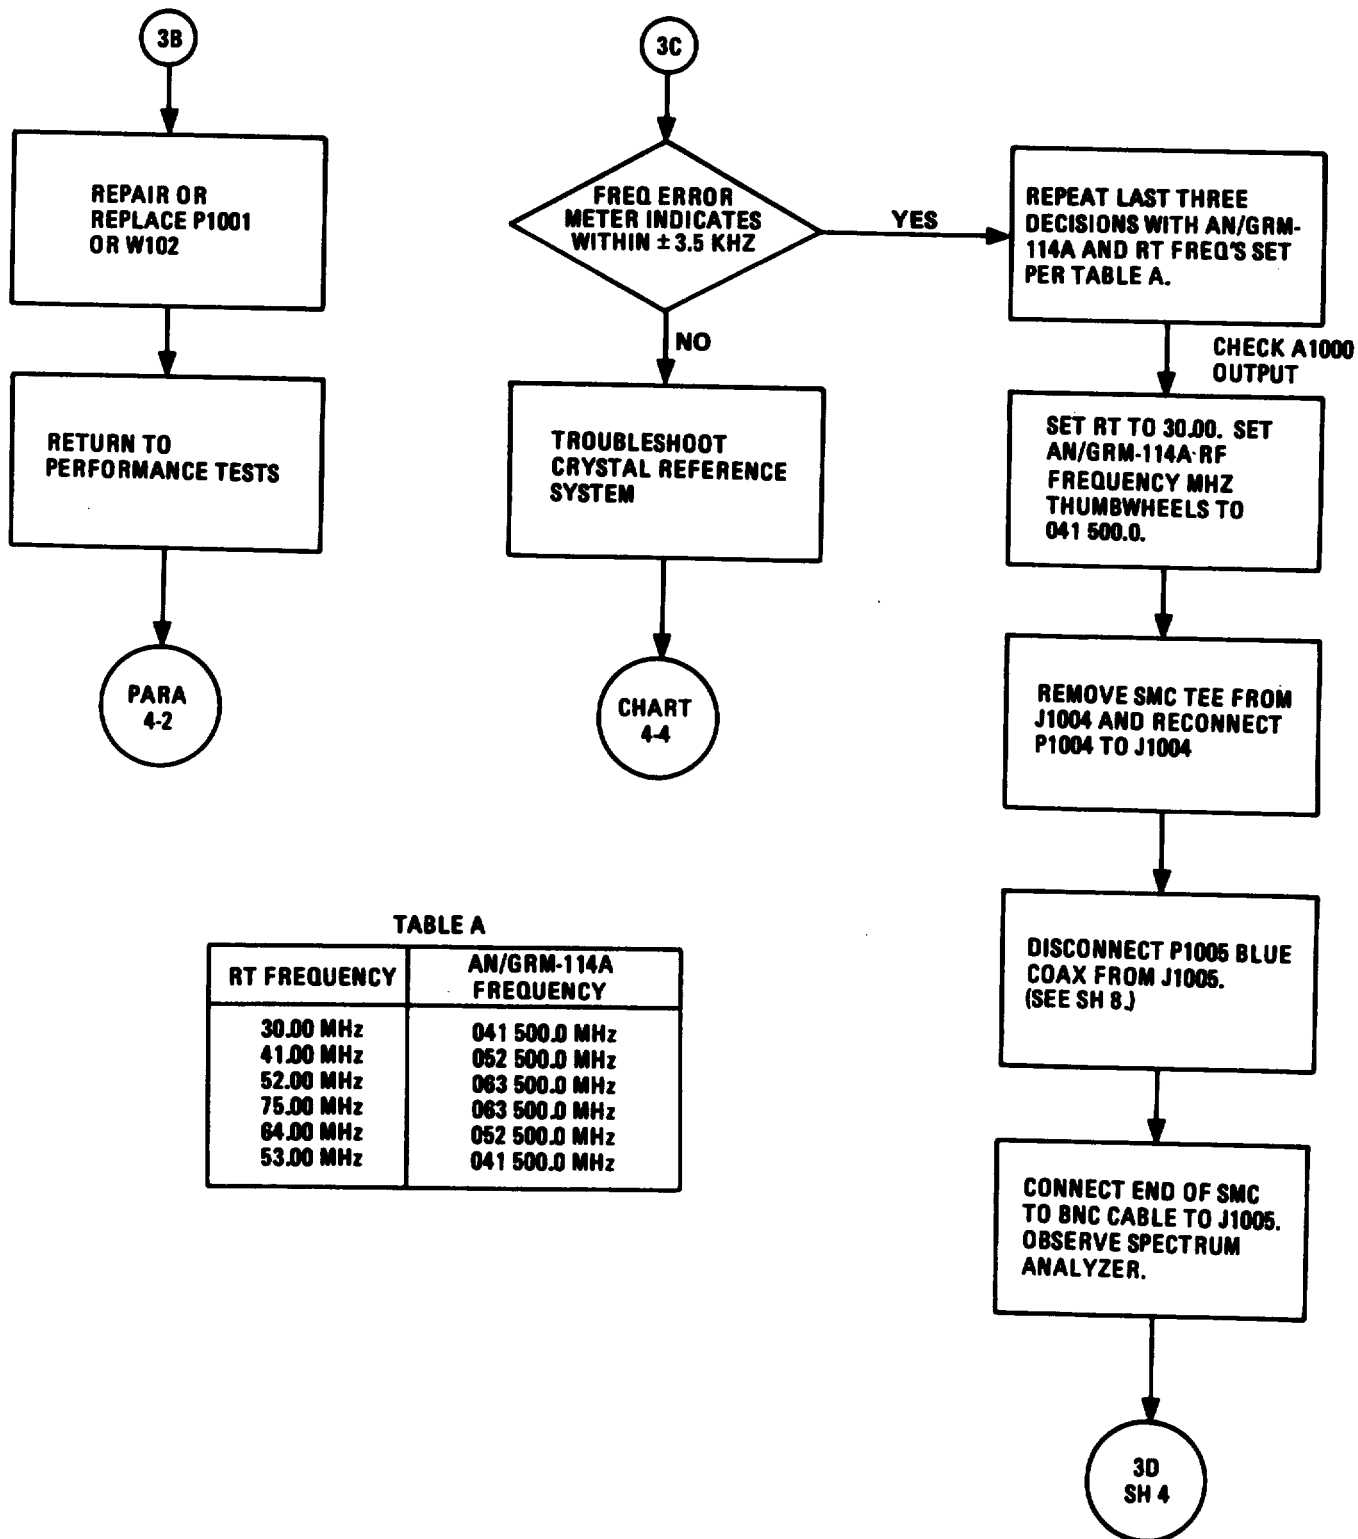 3B
REPAIR OR
REPLACE P1001
OR W102
RETURN TO
PERFORMANCE TESTS
PARA
4-2
3C
FREQ ERROR
METER INDICATES
WITHIN ± 3.5 KHZ
YES
NO
TROUBLESHOOT
CRYSTAL REFERENCE
SYSTEM
CHART
4-4
REPEAT LAST THREE
DECISIONS WITH AN/GRM-
114A AND RT FREQ'S SET
PER TABLE A.
CHECK A1000
OUTPUT
SET RT TO 30.00. SET
AN/GRM-114A RF
FREQUENCY MHZ
THUMBWHEELS TO
041 500.0.
REMOVE SMC TEE FROM
J1004 AND RECONNECT
P1004 TO J1004
DISCONNECT P1005 BLUE
COAX FROM J1005.
(SEE SH 8.)
CONNECT END OF SMC
TO BNC CABLE TO J1005.
OBSERVE SPECTRUM
ANALYZER.
3D
SH 4
TABLE A
RT FREQUENCY AN/GRM-114A
FREQUENCY
30.00 MHz 041 500.0 MHz
41.00 MHz 052 500.0 MHz
52.00 MHz 063 500.0 MHz
75.00 MHz 063 500.0 MHz
64.00 MHz 052 500.0 MHz
53.00 MHz 041 500.0 MHz